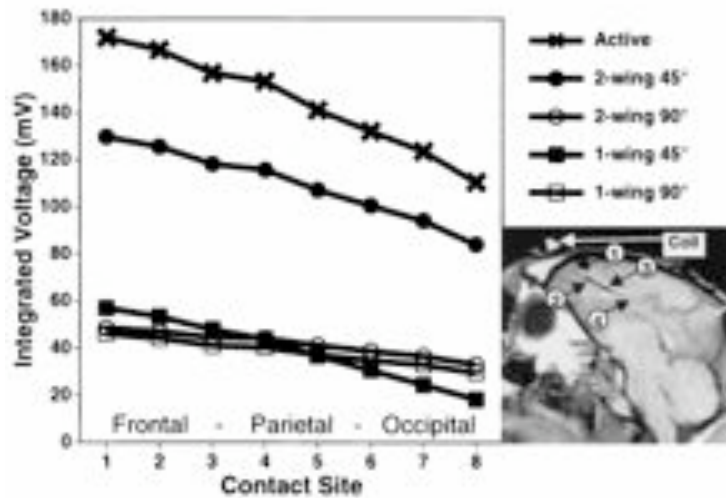 180
160
140
120
100
80
60
40
20
0
Integrated Voltage (mV)
Frontal - Parietal - Occipital
1 2 3 4 5 6 7 8
Contact Site
Active
2-wing 45°
2-wing 90°
1-wing 45°
1-wing 90°
Coil